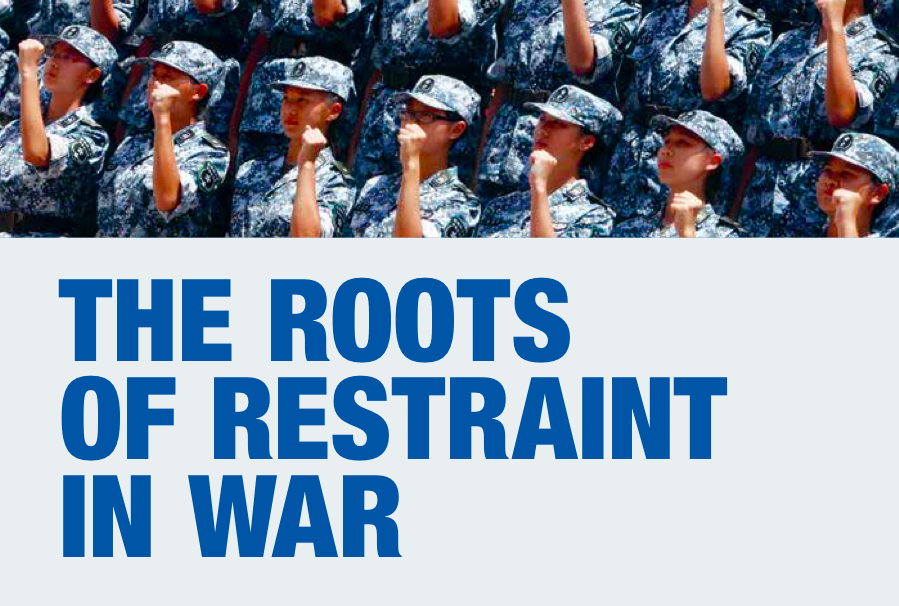 THE ROOTS
OF RESTRAINT
IN WAR